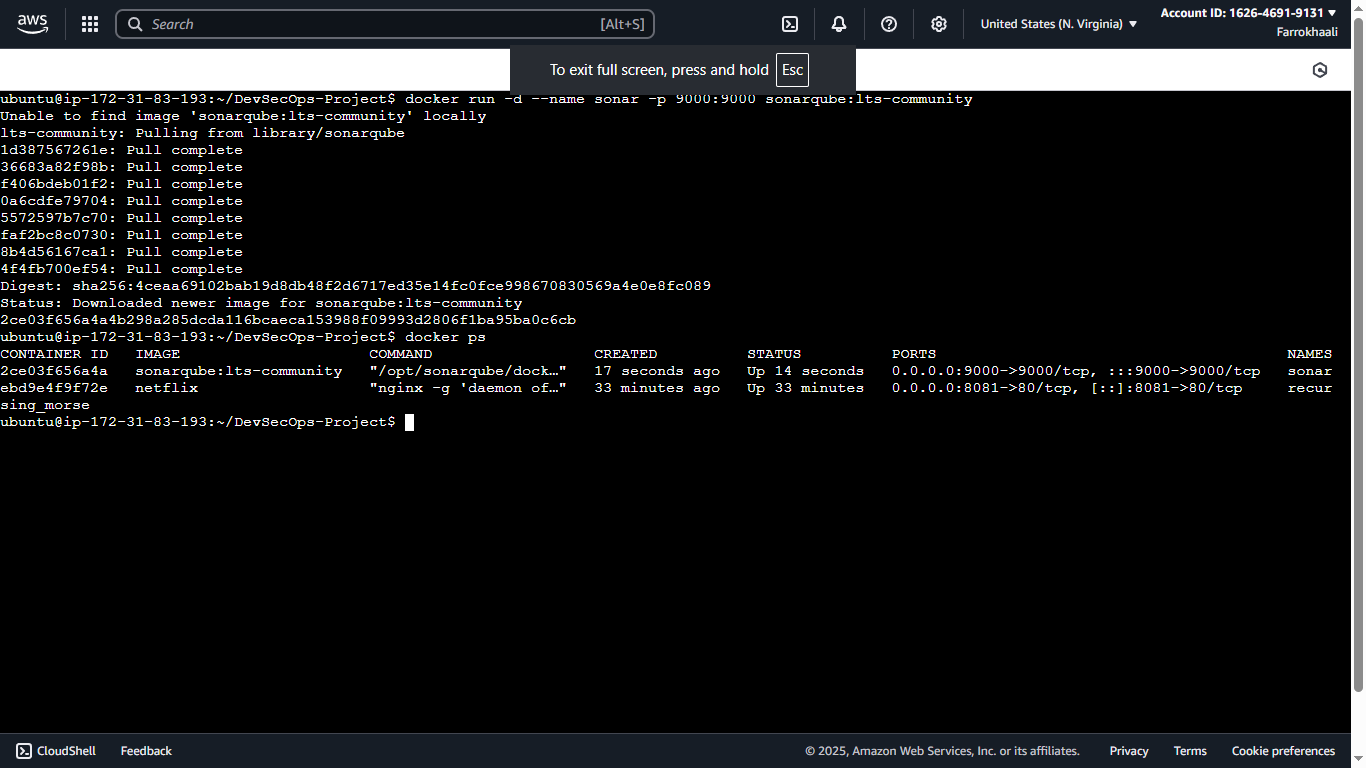 aws
Search [Alt+S]
United States (N. Virginia) ▼
Account ID: 1626-4691-9131 ▼
Farrokhaali
To exit full screen, press and hold Esc
ubuntu@ip-172-31-83-193:~/DevSecOps-Project$ docker run -d --name sonar -p 9000:9000 sonarqube:lts-community
Unable to find image 'sonarqube:lts-community' locally
lts-community: Pulling from library/sonarqube
1d387567261e: Pull complete
36683a82f98b: Pull complete
f406bdeb01f2: Pull complete
0a6cdfe79704: Pull complete
5572597b7c70: Pull complete
faf2bc8c0730: Pull complete
8b4d56167ca1: Pull complete
4f4fb700ef54: Pull complete
Digest: sha256:4ceaa69102bab19d8db48f2d6717ed35e14fc0fce998670830569a4e0e8fc089
Status: Downloaded newer image for sonarqube:lts-community
2ce03f656a4a4b298a285dcda116bcaeca153988f09993d2806f1ba95ba0c6cb
ubuntu@ip-172-31-83-193:~/DevSecOps-Project$ docker ps
CONTAINER ID   IMAGE                     COMMAND                  CREATED          STATUS          PORTS                                       NAMES
2ce03f656a4a   sonarqube:lts-community   "/opt/sonarqube/dock…"   17 seconds ago   Up 14 seconds   0.0.0.0:9000->9000/tcp, :::9000->9000/tcp   sonar
ebd9e4f9f72e   netflix                   "nginx -g 'daemon of…"   33 minutes ago   Up 33 minutes   0.0.0.0:8081->80/tcp, [::]:8081->80/tcp     recur
sing_morse
ubuntu@ip-172-31-83-193:~/DevSecOps-Project$
CloudShell Feedback © 2025, Amazon Web Services, Inc. or its affiliates. Privacy Terms Cookie preferences